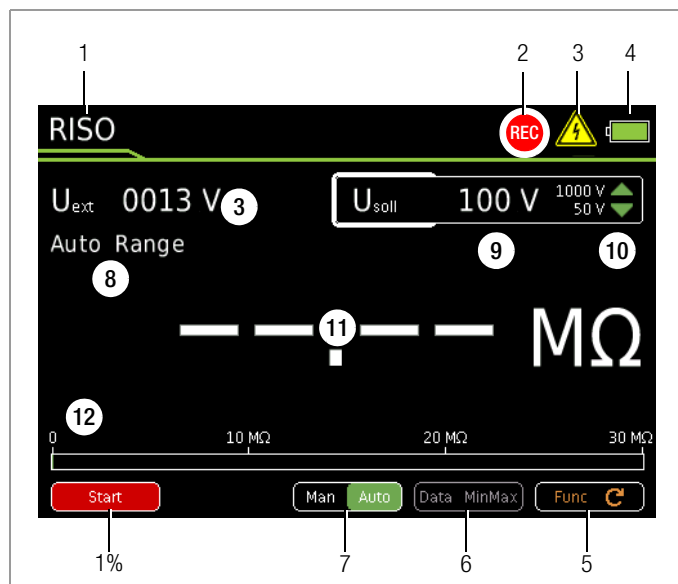 1 2 3 4
RISO REC
Uext 0013 V 3 Usoll 100 V 1000 V
50 V
Auto Range
8 9 10
11 MΩ
12
0 10 MΩ 20 MΩ 30 MΩ
Start Man Auto Data MinMax Func
1% 7 6 5